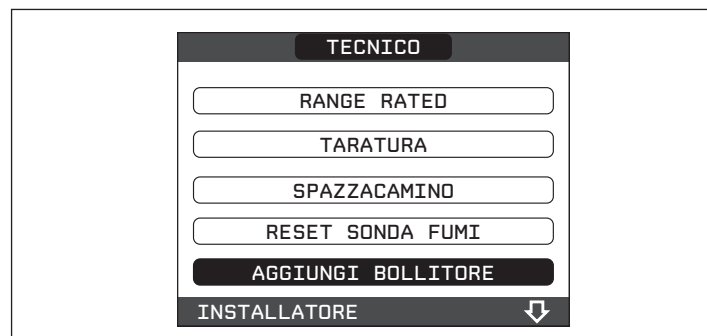 TECNICO
RANGE RATED
TARATURA
SPAZZACAMINO
RESET SONDA FUMI
AGGIUNGI BOLLITORE
INSTALLATORE